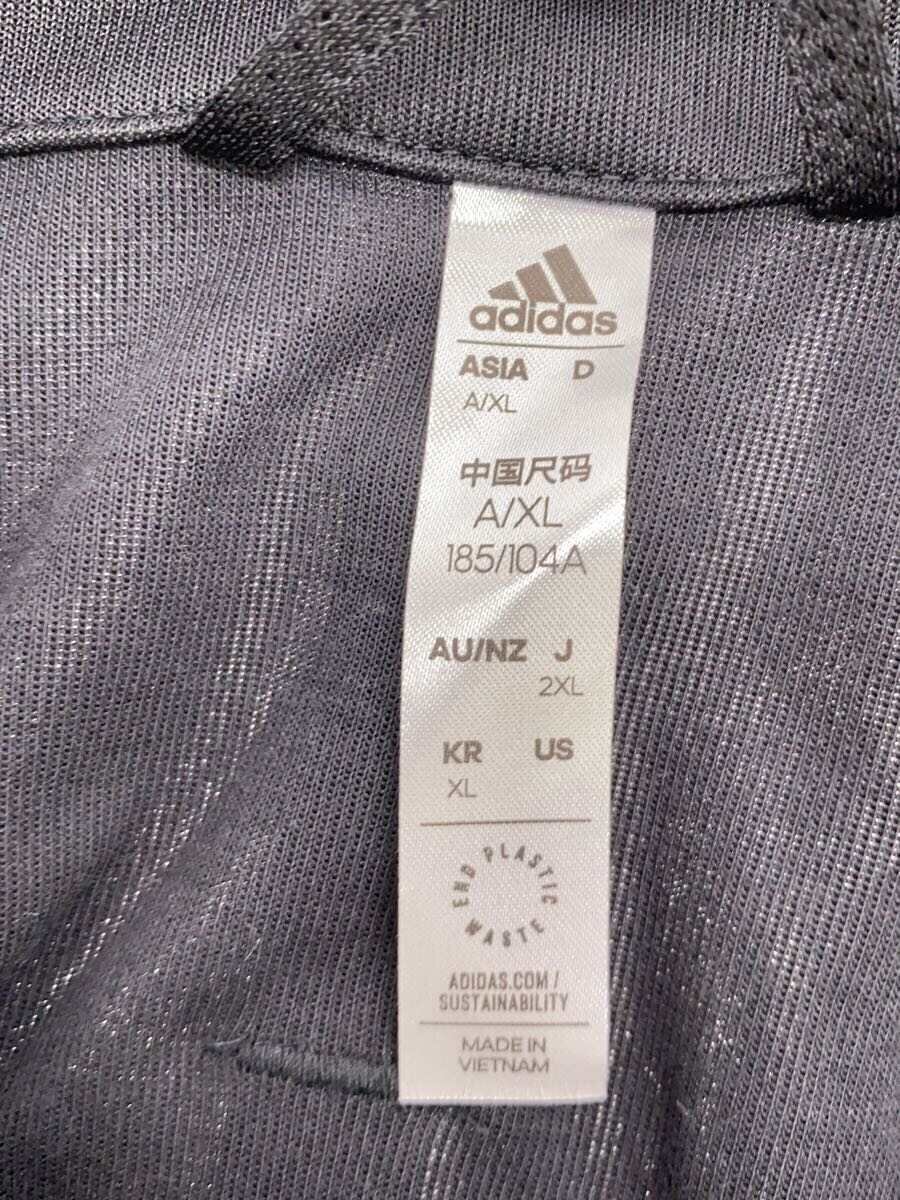 adidas
ASIA D
A/XL
中国尺码
A/XL
185/104A
AU/NZ J
2XL
KR US
XL
END PLASTIC WASTE
ADIDAS.COM/
SUSTAINABILITY
MADE IN
VIETNAM